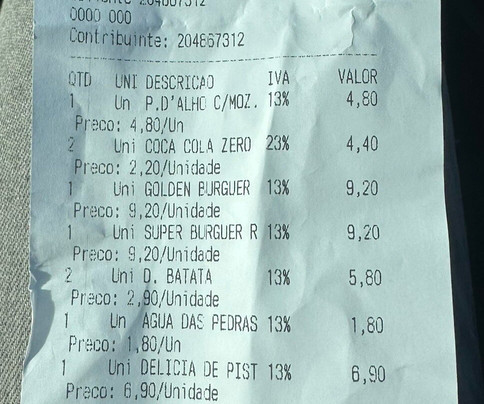 0000 000
Contribuinte: 204867312
QTD UNI DESCRICAO IVA VALOR
1 Un P.D'ALHO C/MOZ. 13% 4,80
Preco: 4,80/Un
2 Uni COCA COLA ZERO 23% 4,40
Preco: 2,20/Unidade
1 Uni GOLDEN BURGUER 13% 9,20
Preco: 9,20/Unidade
1 Uni SUPER BURGUER R 13% 9,20
Preco: 9,20/Unidade
2 Uni D. BATATA 13% 5,80
Preco: 2,90/Unidade
1 Un AGUA DAS PEDRAS 13% 1,80
Preco: 1,80/Un
1 Uni DELICIA DE PIST 13% 6,90
Preco: 6,90/Unidade